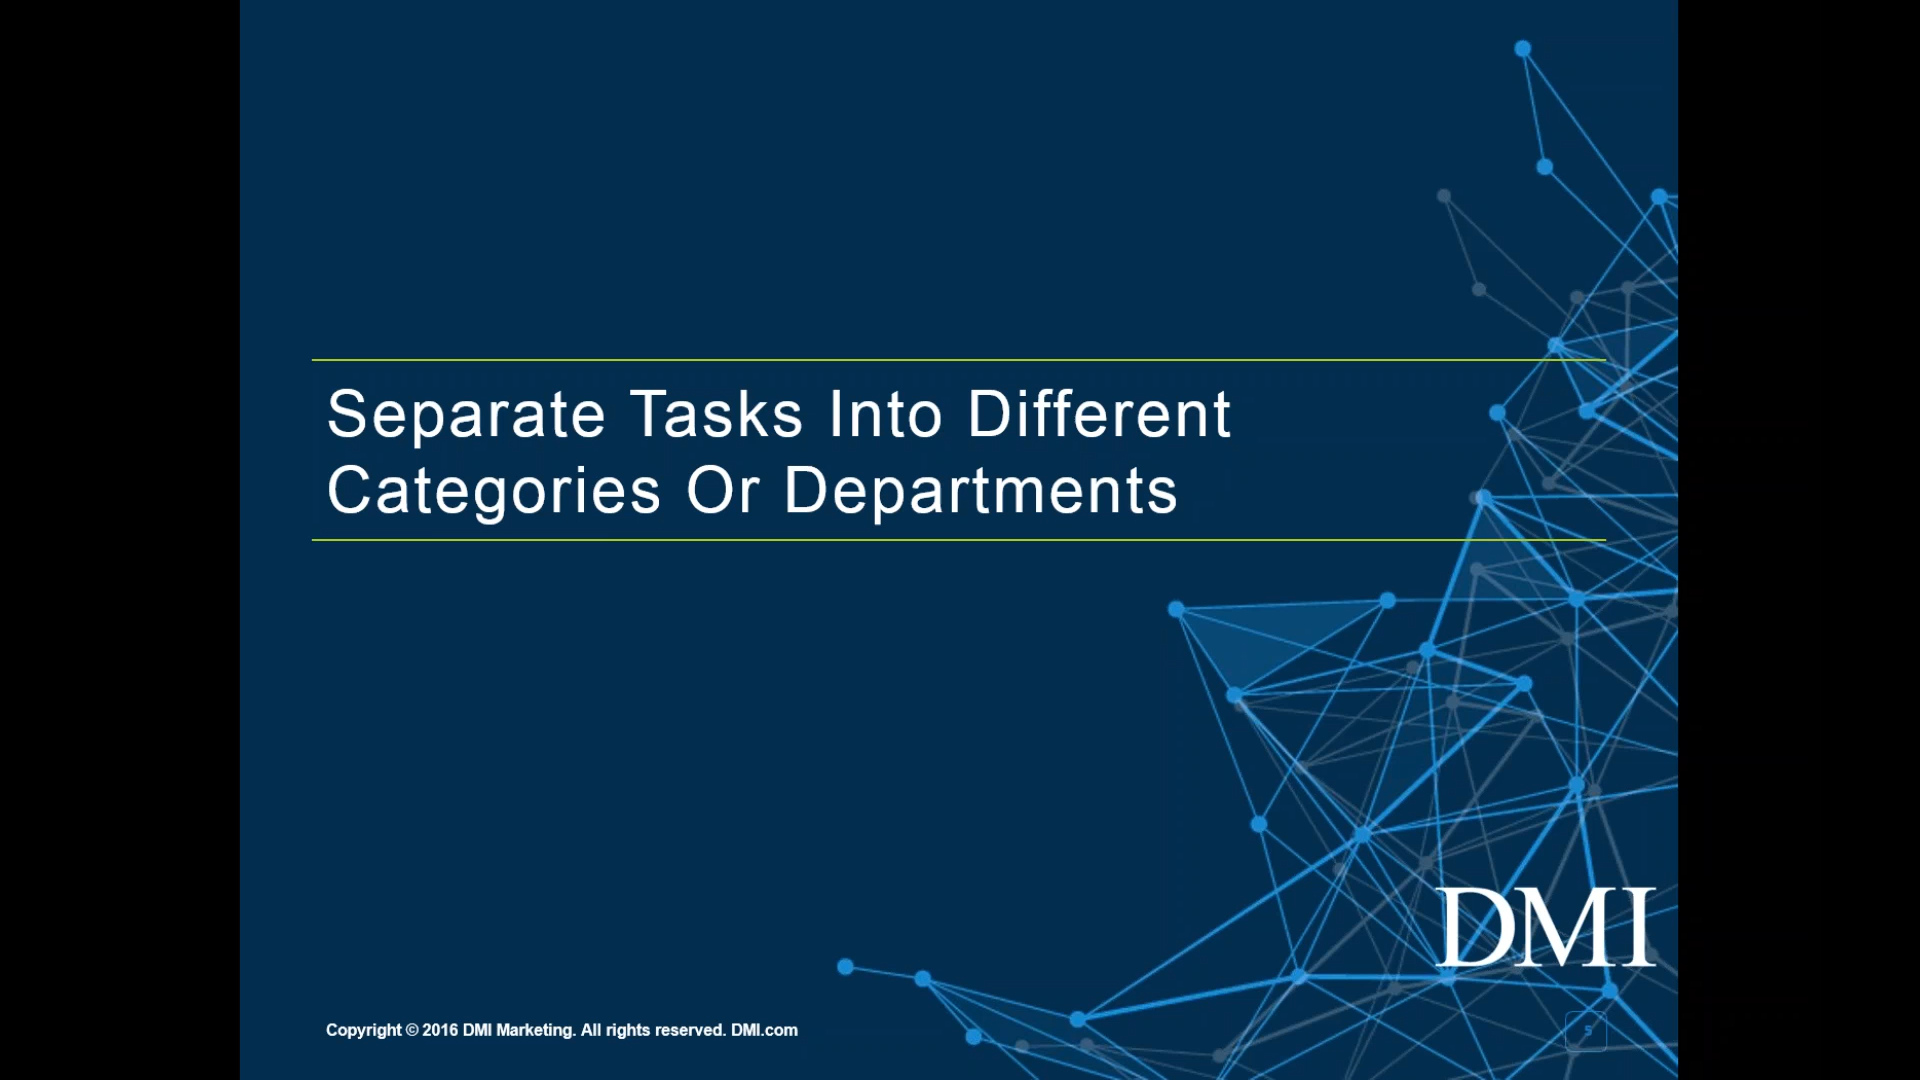 Separate Tasks Into Different
Categories Or Departments
DMI
Copyright © 2016 DMI Marketing. All rights reserved. DMI.com